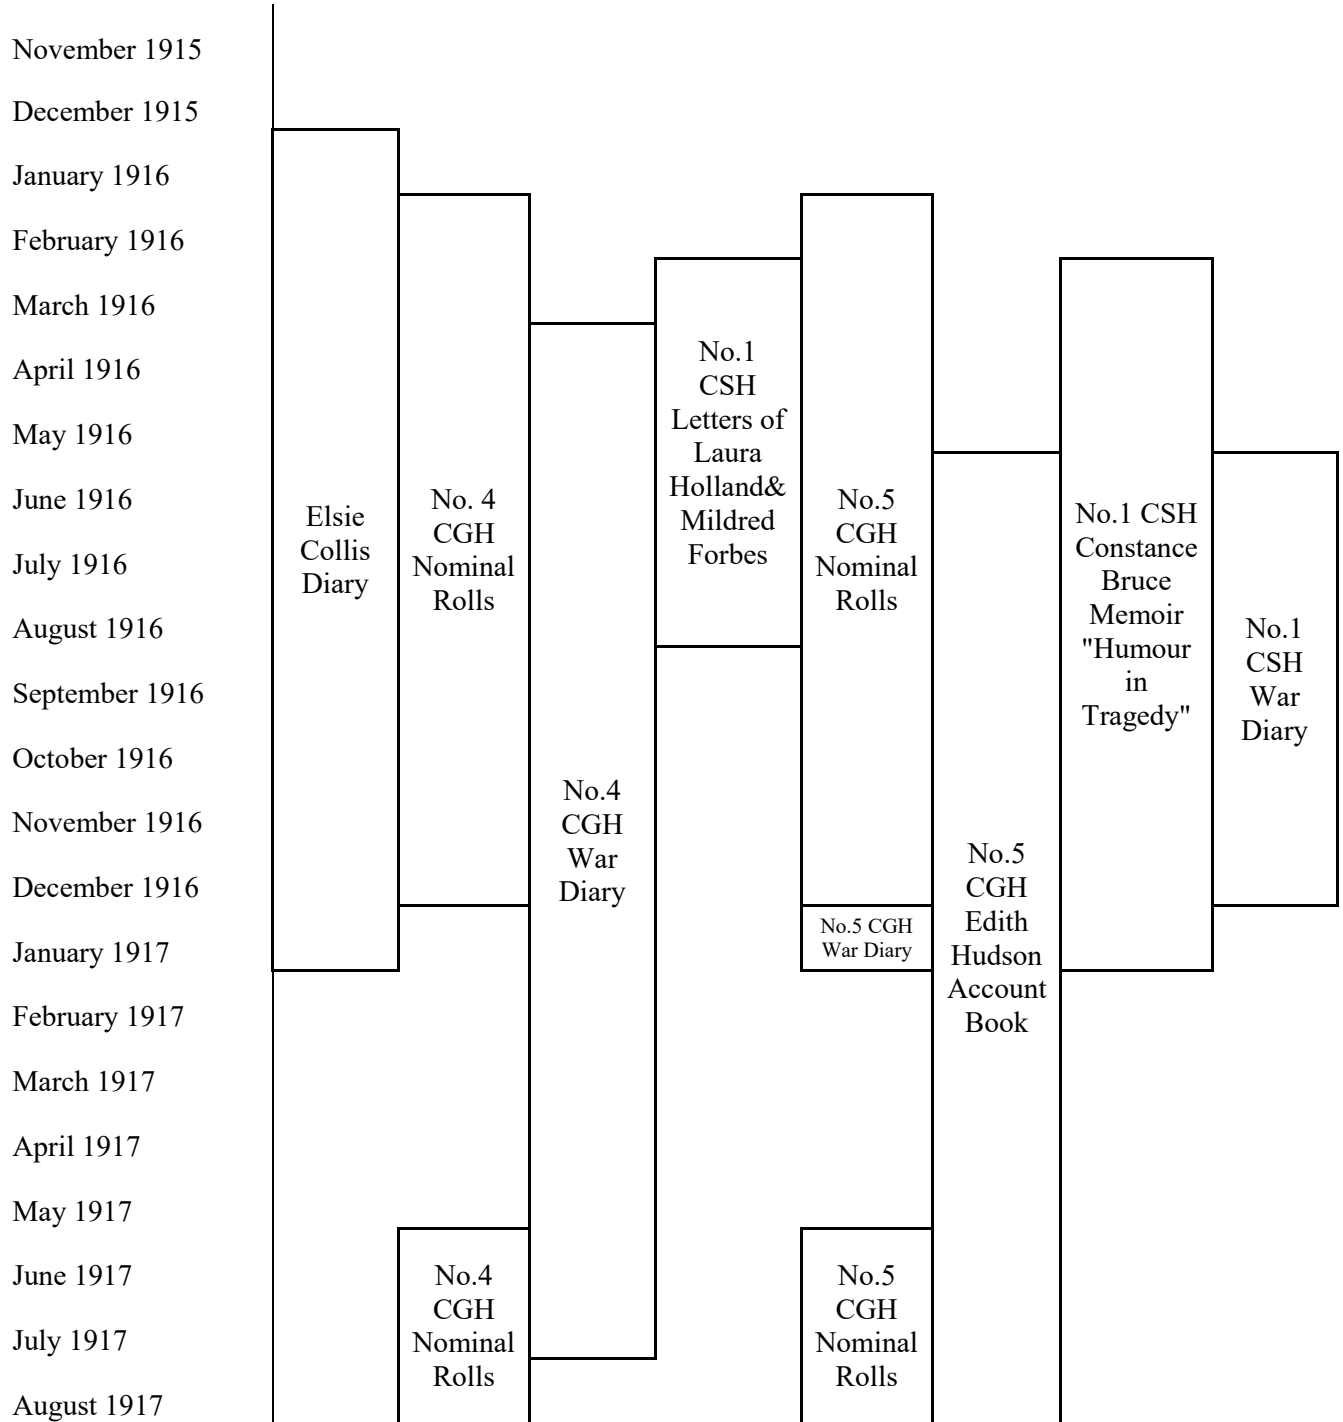 November 1915
December 1915
January 1916
February 1916
March 1916
April 1916
May 1916
June 1916
July 1916
August 1916
September 1916
October 1916
November 1916
December 1916
January 1917
February 1917
March 1917
April 1917
May 1917
June 1917
July 1917
August 1917
Elsie
Collis
Diary
No. 4
CGH
Nominal
Rolls
No.4
CGH
Nominal
Rolls
No.4
CGH
War
Diary
No.1
CSH
Letters of
Laura
Holland&
Mildred
Forbes
No.5
CGH
Nominal
Rolls
No.5 CGH
War Diary
No.5
CGH
Nominal
Rolls
No.5
CGH
Edith
Hudson
Account
Book
No.1 CSH
Constance
Bruce
Memoir
"Humour
in
Tragedy"
No.1
CSH
War
Diary